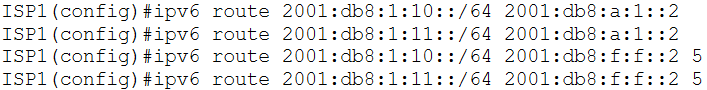 ISP1(config)#ipv6 route 2001:db8:1:10::/64 2001:db8:a:1::2
ISP1(config)#ipv6 route 2001:db8:1:11::/64 2001:db8:a:1::2
ISP1(config)#ipv6 route 2001:db8:1:10::/64 2001:db8:f:f::2 5
ISP1(config)#ipv6 route 2001:db8:1:11::/64 2001:db8:f:f::2 5